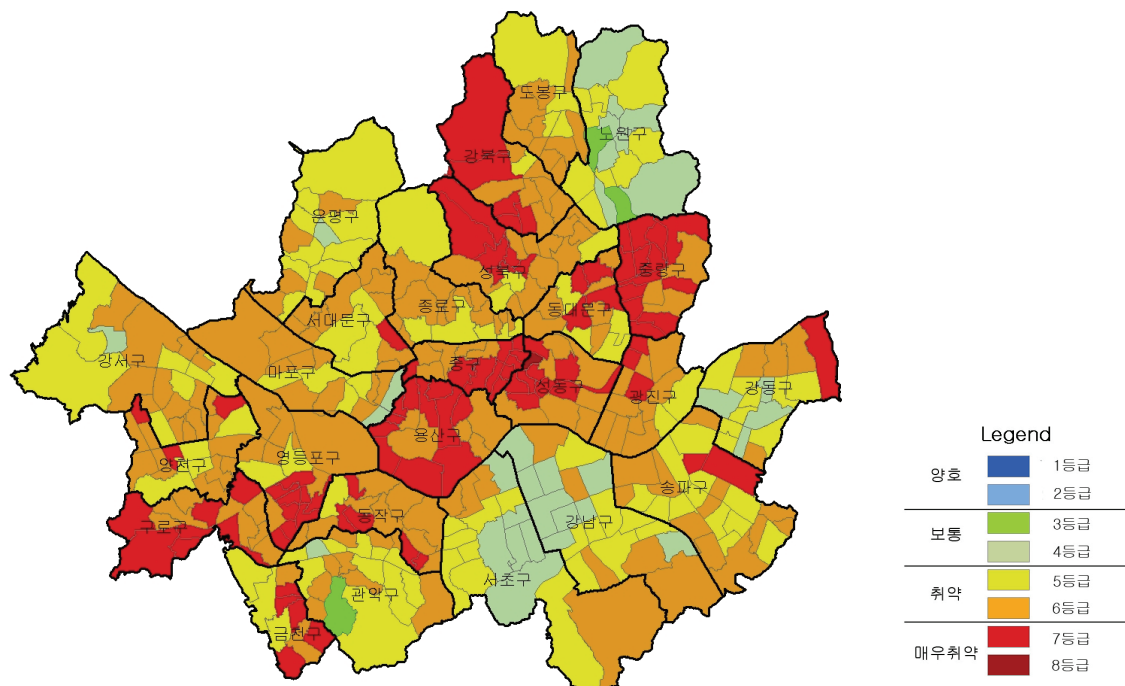 도봉구
노원구
강북구
은평구
성북구
중랑구
종로구
동대문구
서대문구
강서구
마포구
중구
성동구
광진구
강동구
용산구
양천구
영등포구
송파구
구로구
동작구
강남구
서초구
관악구
금천구
Legend
양호
1등급
2등급
보통
3등급
4등급
취약
5등급
6등급
매우취약
7등급
8등급